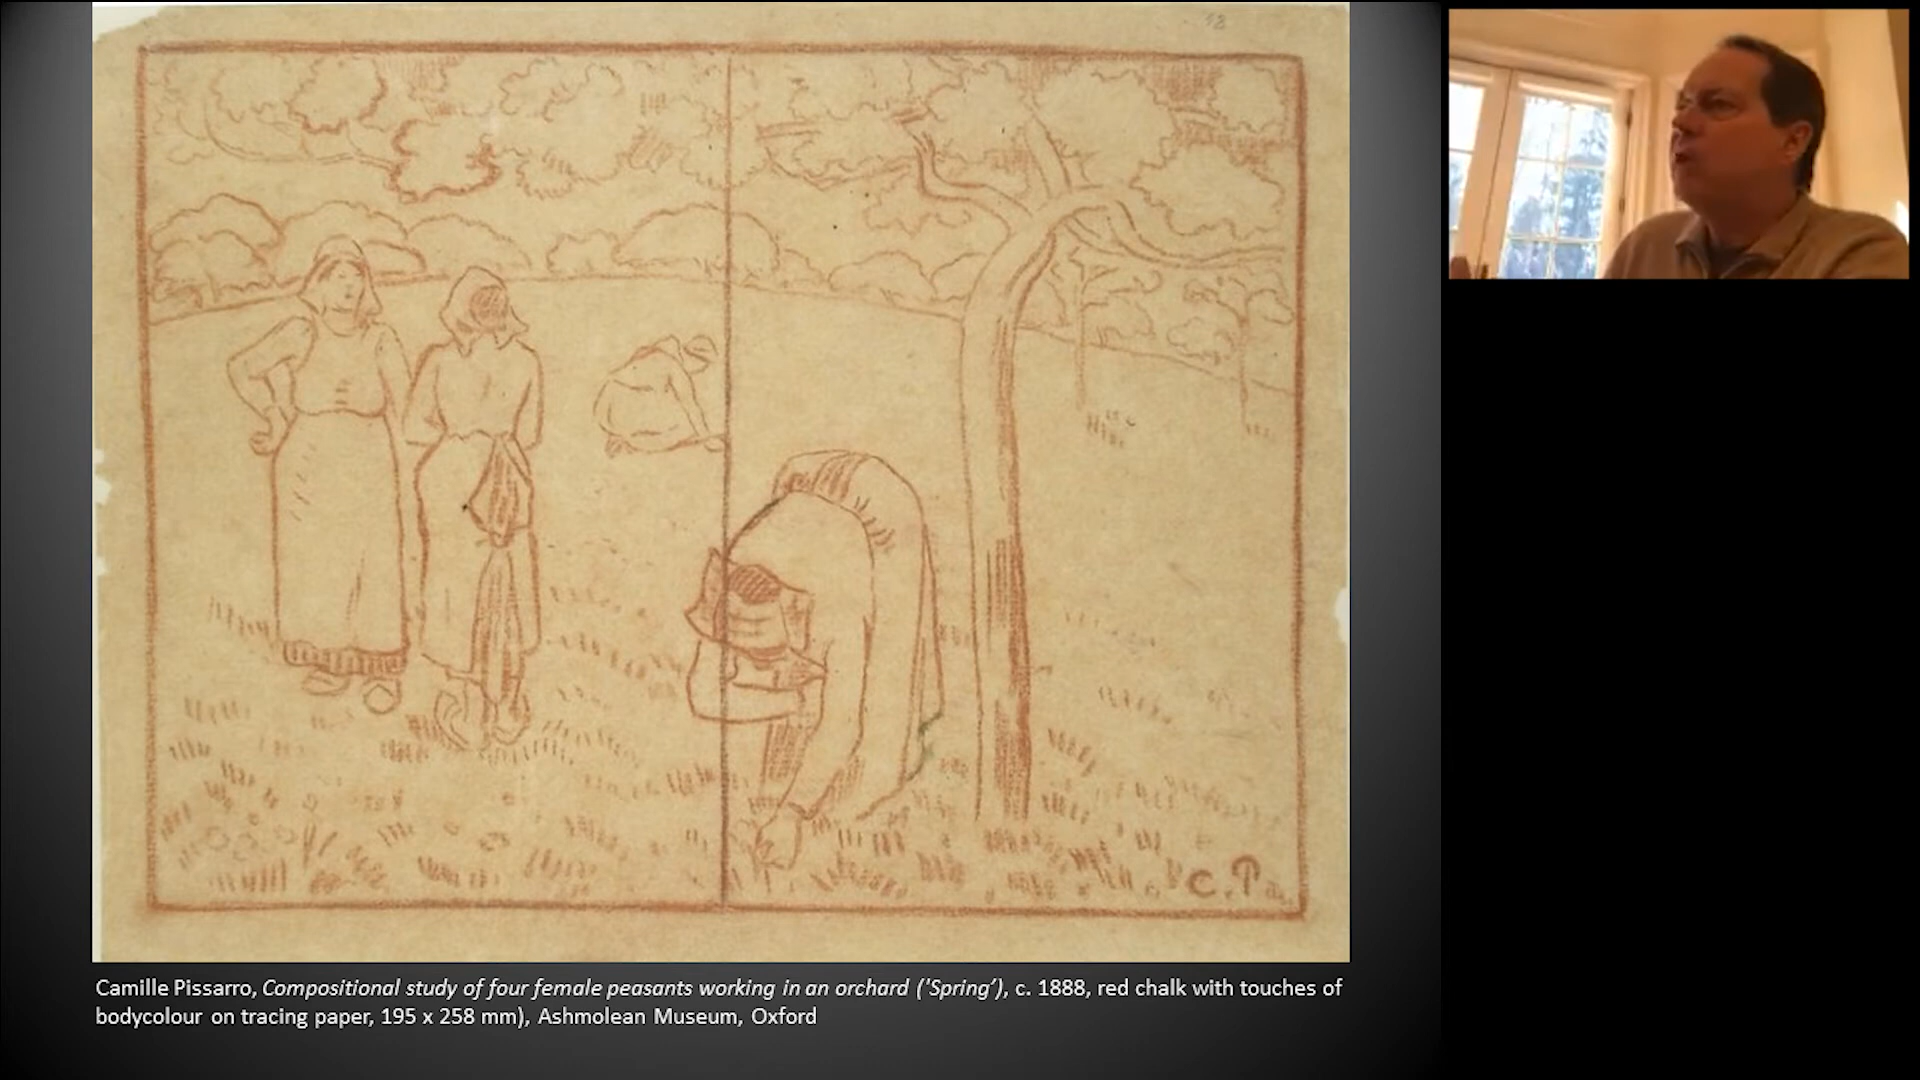 18
C.P
Camille Pissarro, Compositional study of four female peasants working in an orchard ('Spring'), c. 1888, red chalk with touches of
bodycolour on tracing paper, 195 x 258 mm), Ashmolean Museum, Oxford